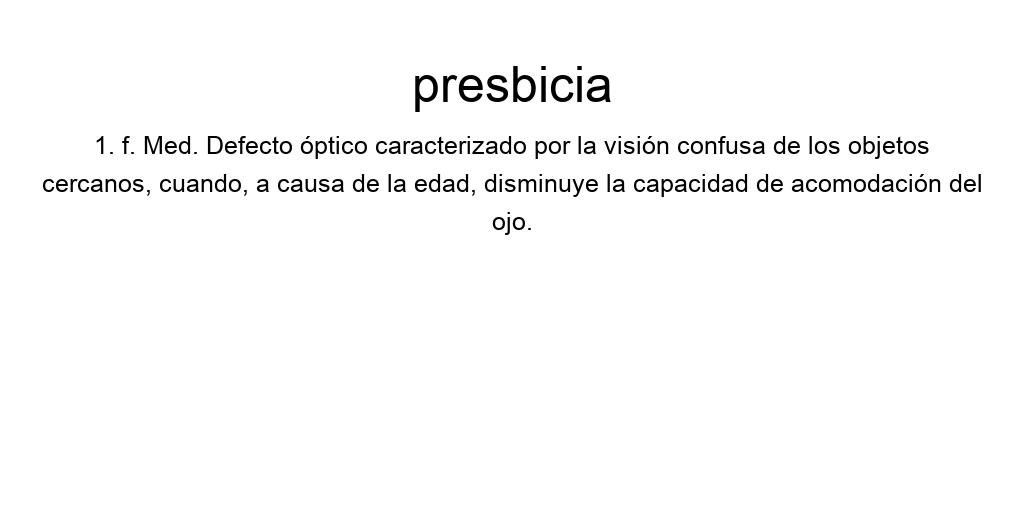 presbicia
1. f. Med. Defecto óptico caracterizado por la visión confusa de los objetos
cercanos, cuando, a causa de la edad, disminuye la capacidad de acomodación del
ojo.